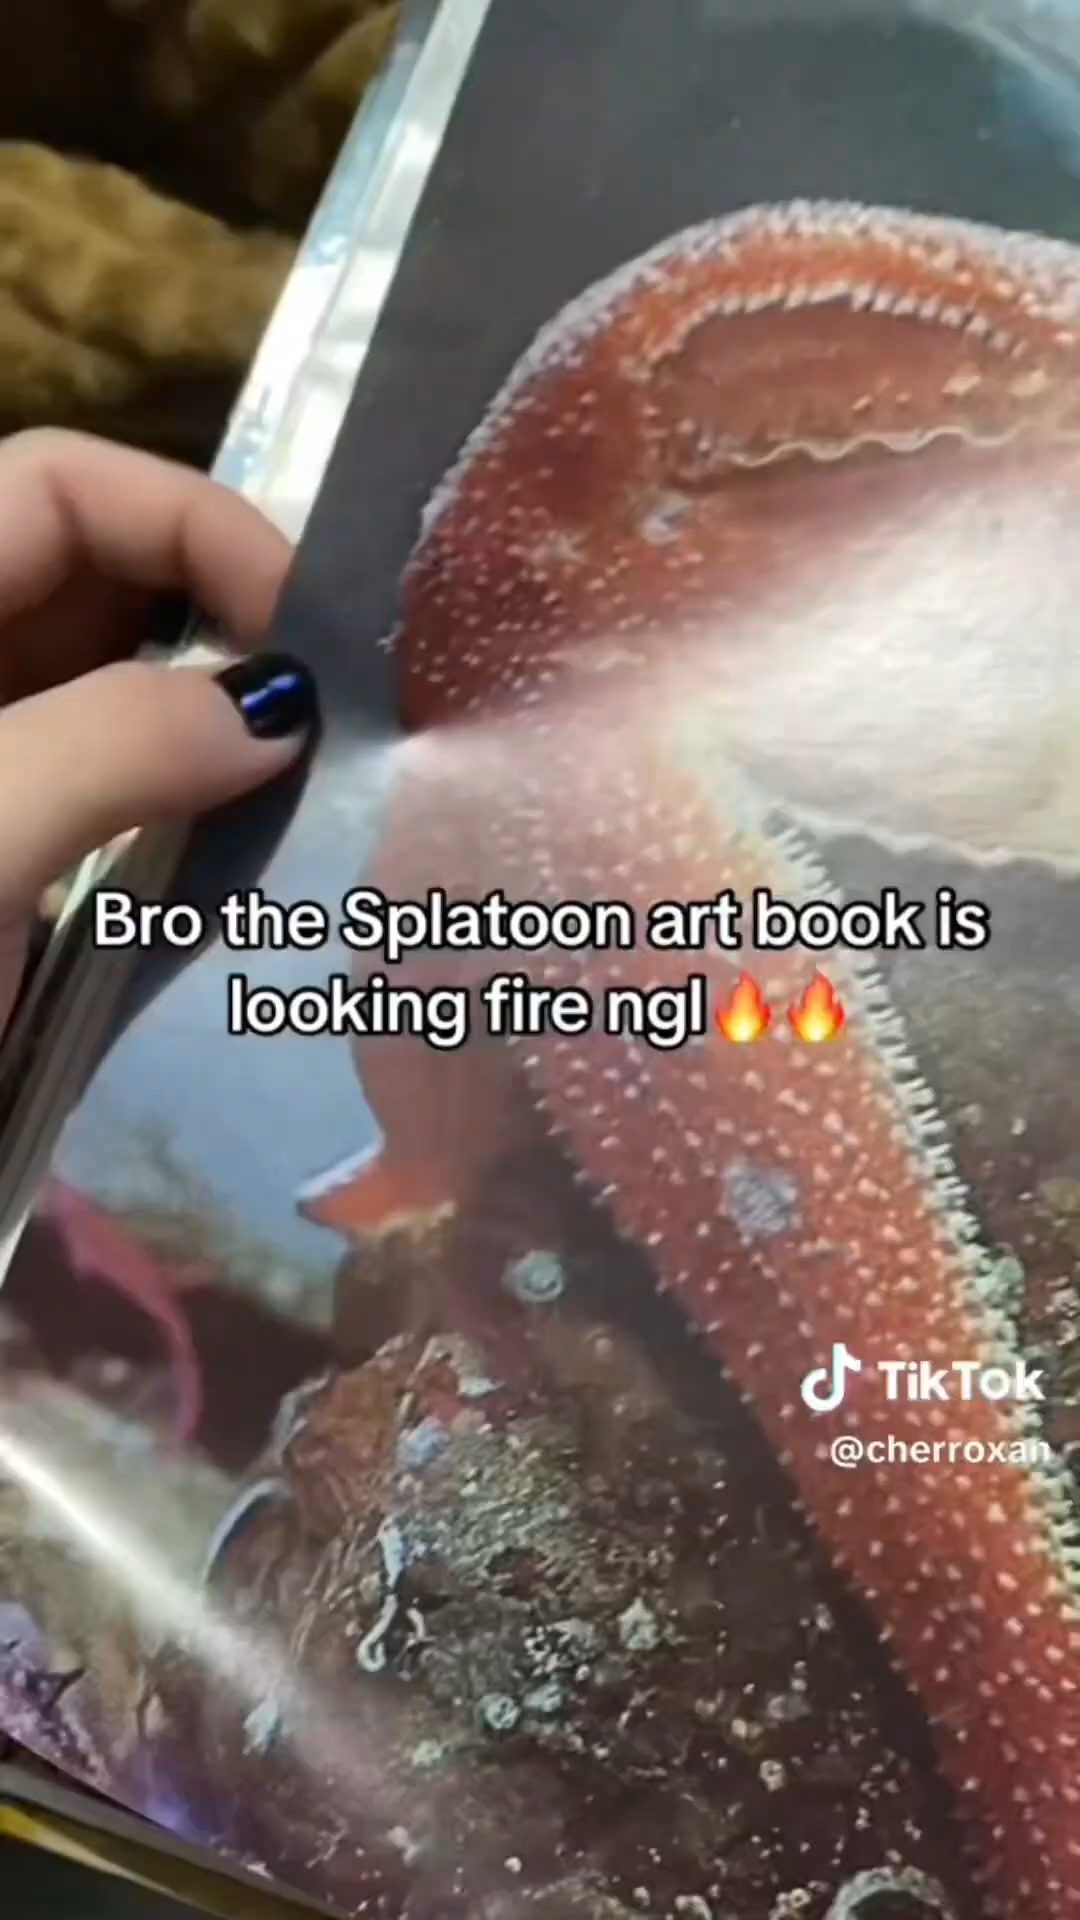 Bro the Splatoon art book is
looking fire ngl🔥🔥
TikTok
@cherroxan